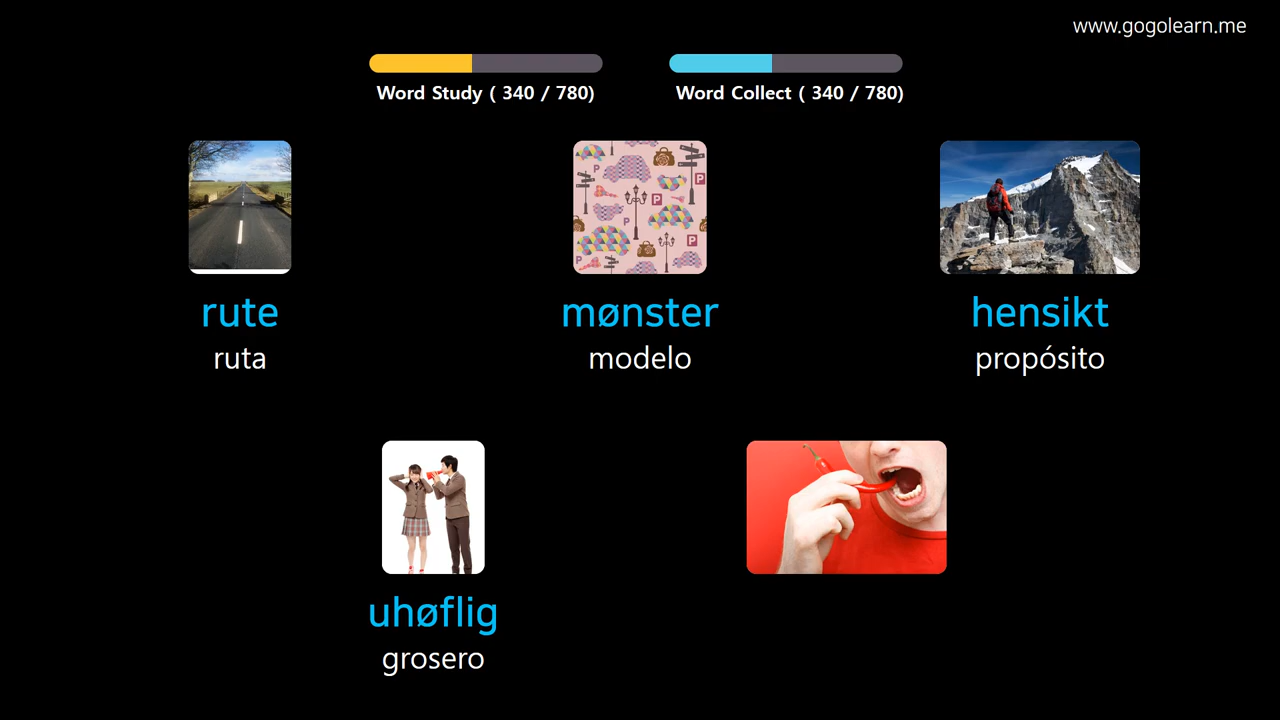 www.gogolearn.me
Word Study ( 340 / 780)
Word Collect ( 340 / 780)
P
P
P
P
P
P
rute
mønster
hensikt
ruta
modelo
propósito
uhøflig
grosero